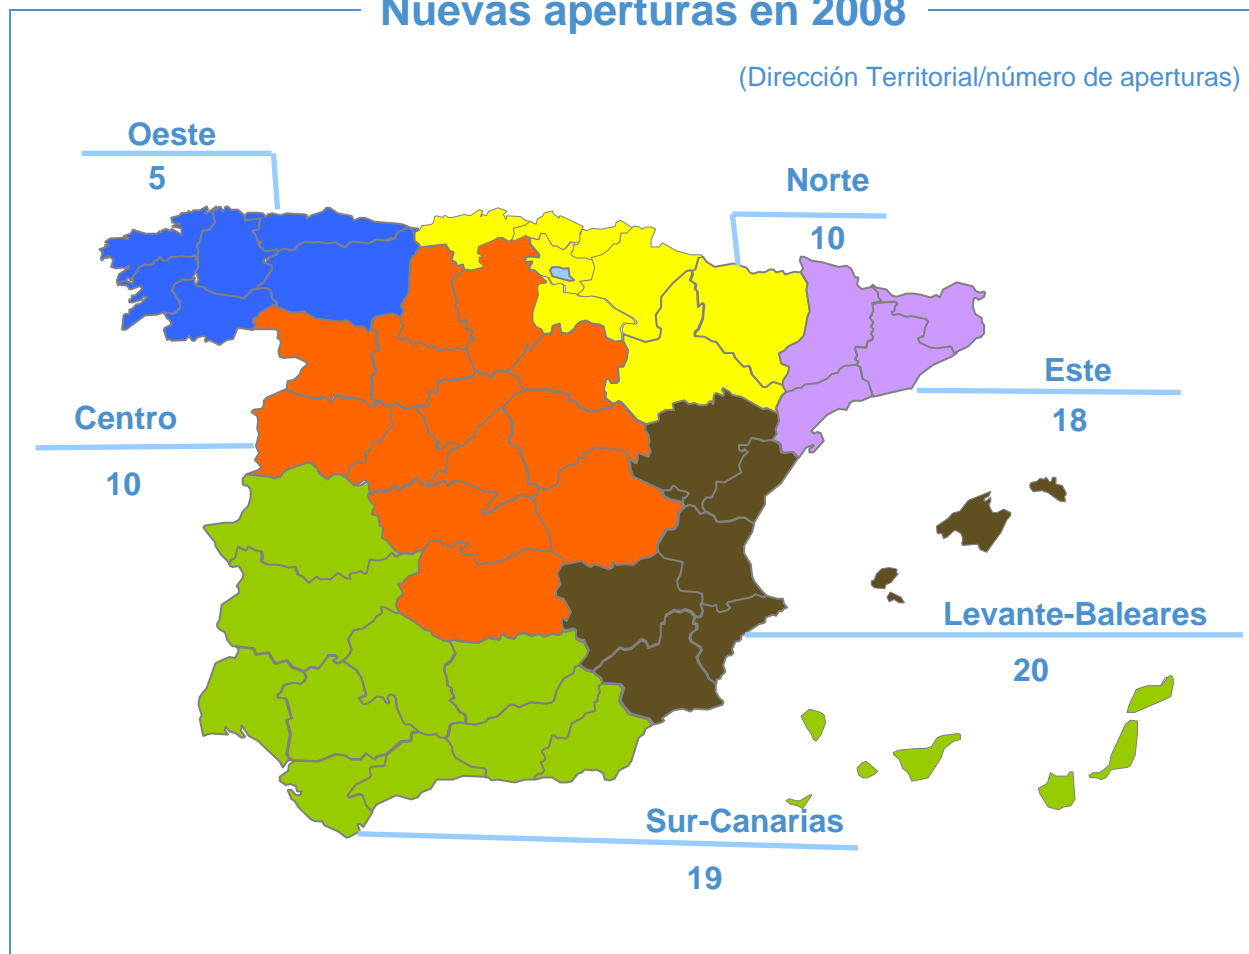 Nuevas aperturas en 2008
(Dirección Territorial/número de aperturas)
Oeste
5
Norte
10
Este
18
Centro
10
Levante-Baleares
20
Sur-Canarias
19